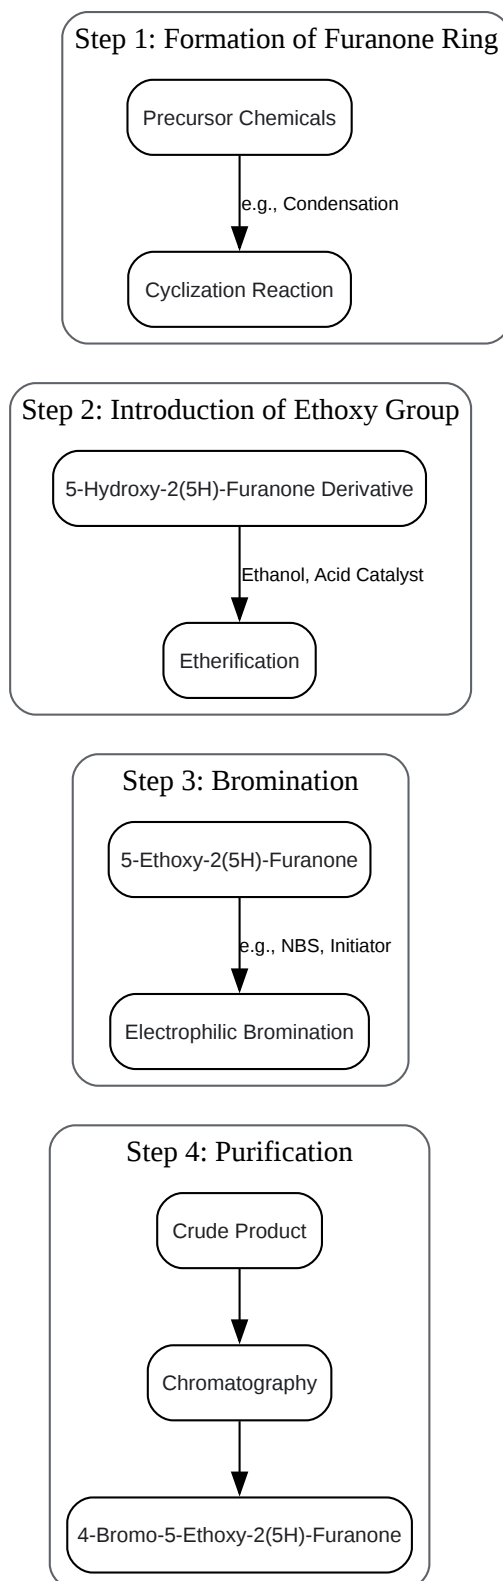 Step 1: Formation of Furanone Ring
Precursor Chemicals
e.g., Condensation
Cyclization Reaction
Step 2: Introduction of Ethoxy Group
5-Hydroxy-2(5H)-Furanone Derivative
Ethanol, Acid Catalyst
Etherification
Step 3: Bromination
5-Ethoxy-2(5H)-Furanone
e.g., NBS, Initiator
Electrophilic Bromination
Step 4: Purification
Crude Product
Chromatography
4-Bromo-5-Ethoxy-2(5H)-Furanone